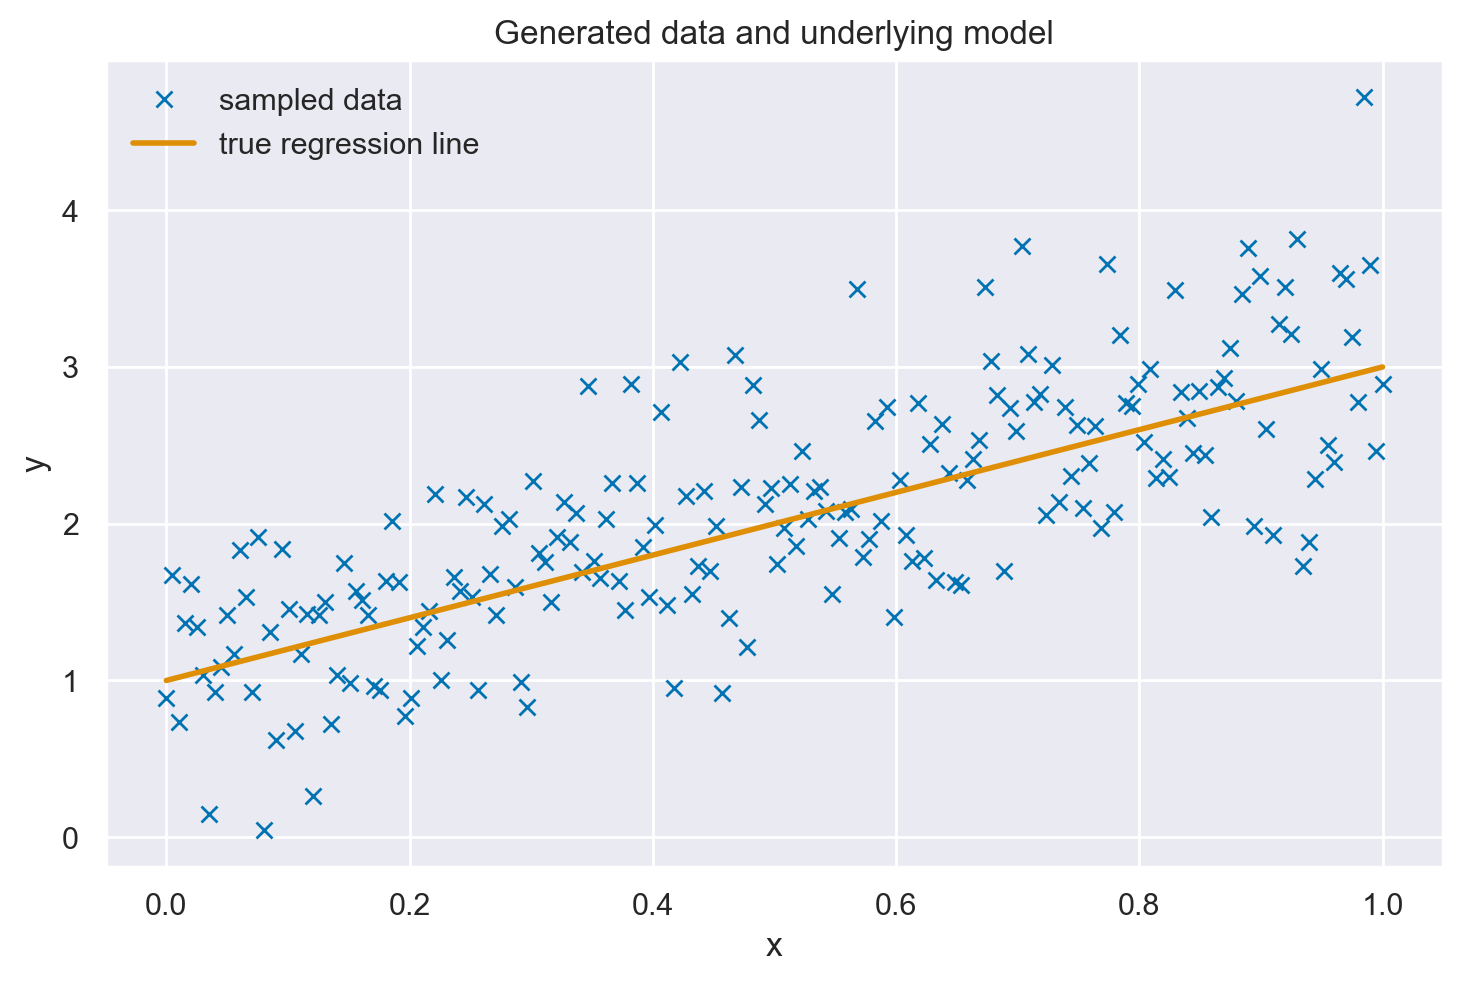 Generated data and underlying model
sampled data
true regression line
4
3
2
1
0
y
0.0 0.2 0.4 0.6 0.8 1.0
x